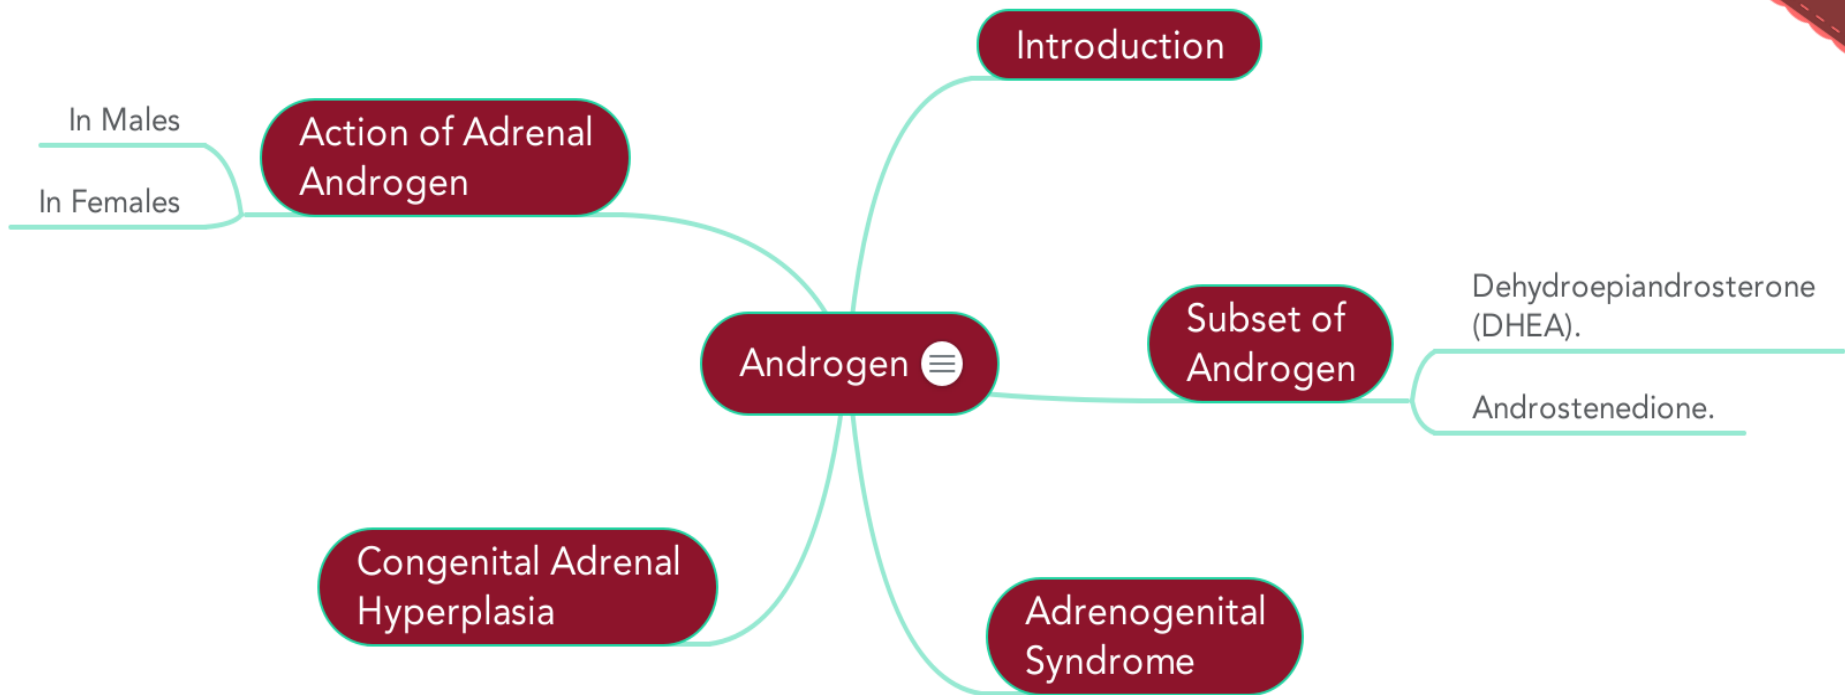 Introduction
In Males
Action of Adrenal
Androgen
In Females
Androgen
Subset of
Androgen
Dehydroepiandrosterone
(DHEA).
Androstenedione.
Congenital Adrenal
Hyperplasia
Adrenogenital
Syndrome